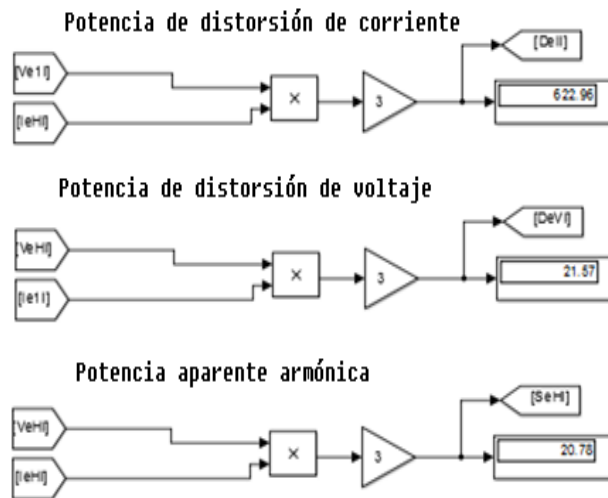 Potencia de distorsión de corriente
[DeII]
[Ve1I]
×
3
622.96
[IeHI]
Potencia de distorsión de voltaje
[DeVI]
[VeHI]
×
3
21.57
[Ie1I]
Potencia aparente armónica
[SeHI]
[VeHI]
×
3
20.78
[IeHI]